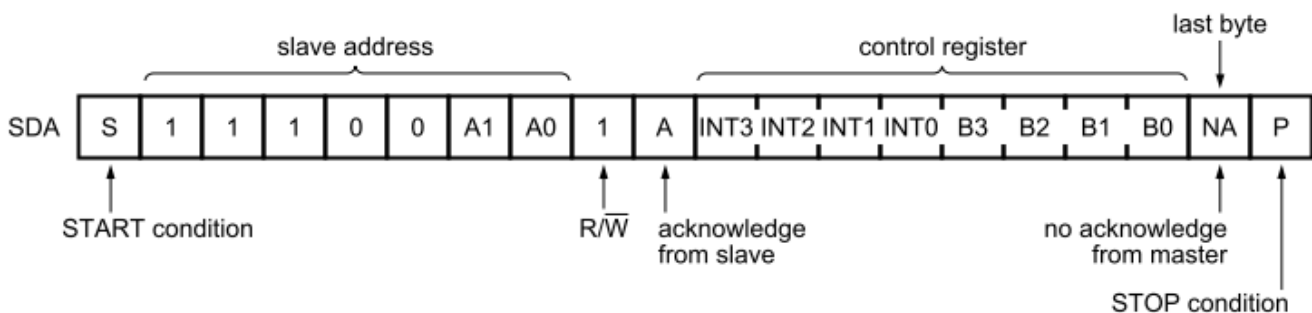 last byte
slave address
control register
SDA S 1 1 1 0 0 A1 A0 1 A INT3 INT2 INT1 INT0 B3 B2 B1 B0 NA P
START condition
R/W̅
acknowledge
from slave
no acknowledge
from master
STOP condition